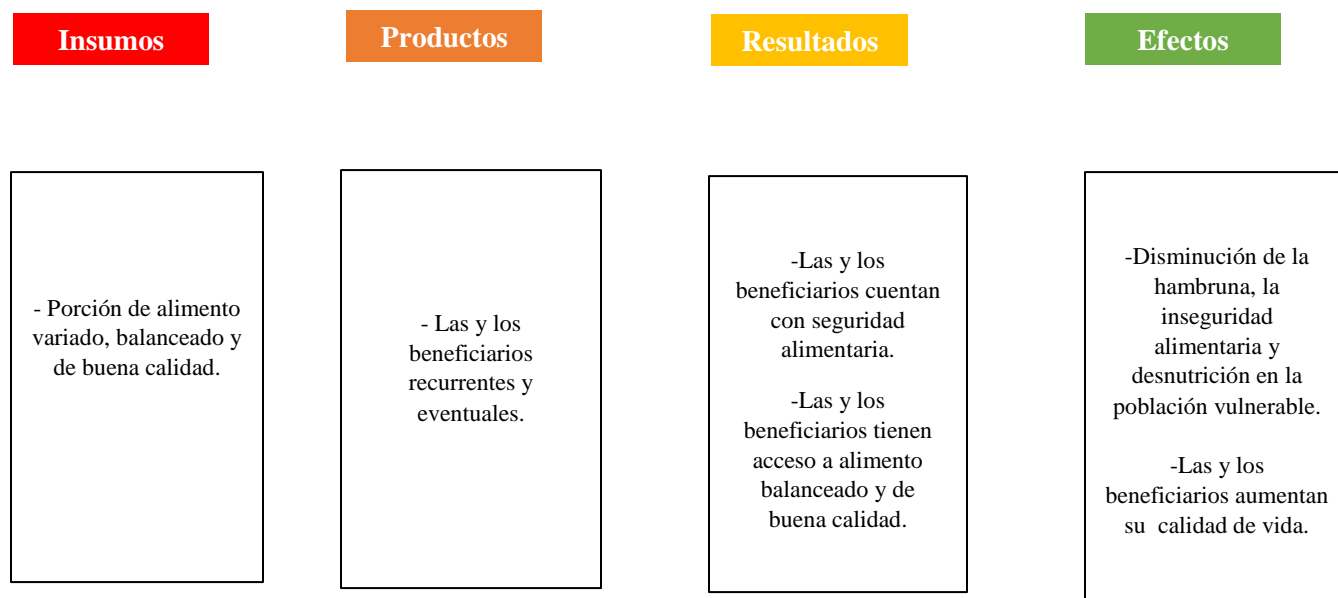 Insumos
Productos
Resultados
Efectos
- Porción de alimento
variado, balanceado y
de buena calidad.
- Las y los
beneficiarios
recurrentes y
eventuales.
-Las y los
beneficiarios cuentan
con seguridad
alimentaria.
-Las y los
beneficiarios tienen
acceso a alimento
balanceado y de
buena calidad.
-Disminución de la
hambruna, la
inseguridad
alimentaria y
desnutrición en la
población vulnerable.
-Las y los
beneficiarios aumentan
su  calidad de vida.